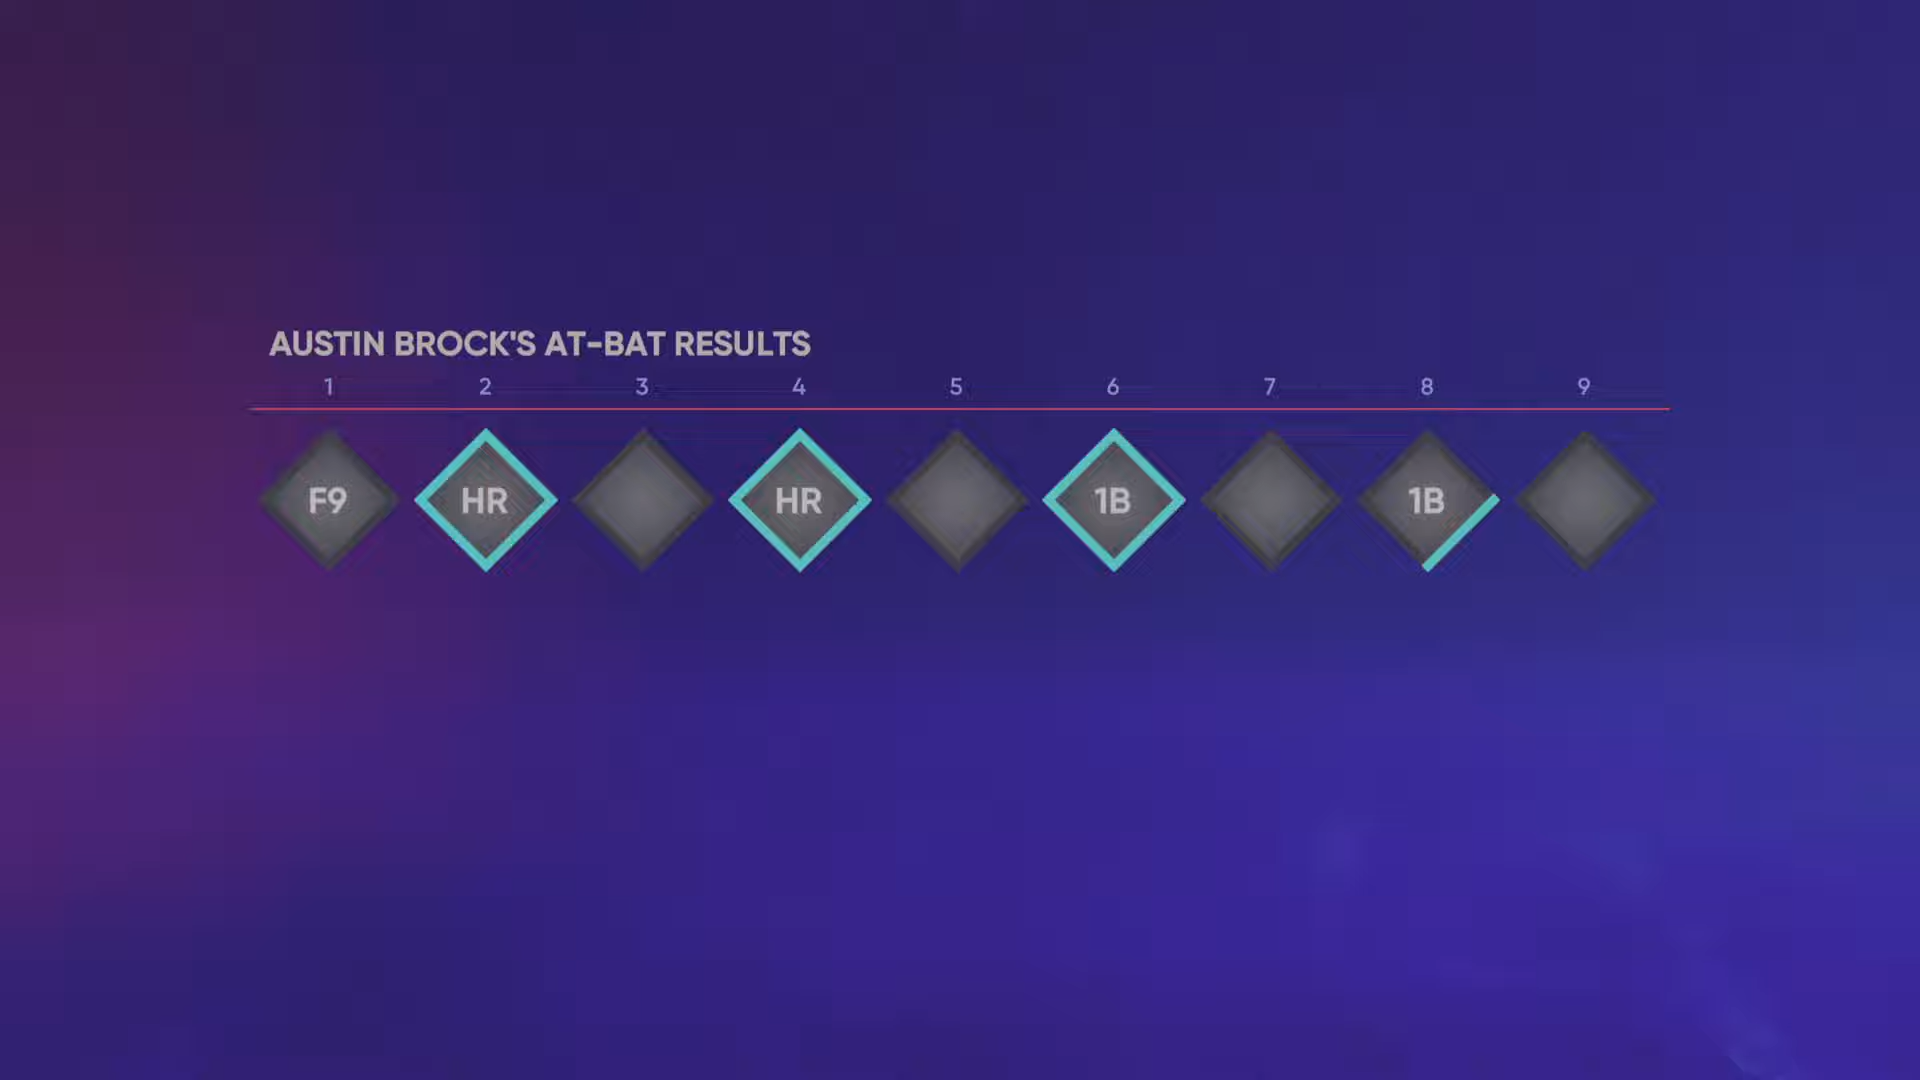 AUSTIN BROCK'S AT-BAT RESULTS
1 2 3 4 5 6 7 8 9
F9 HR HR 1B 1B